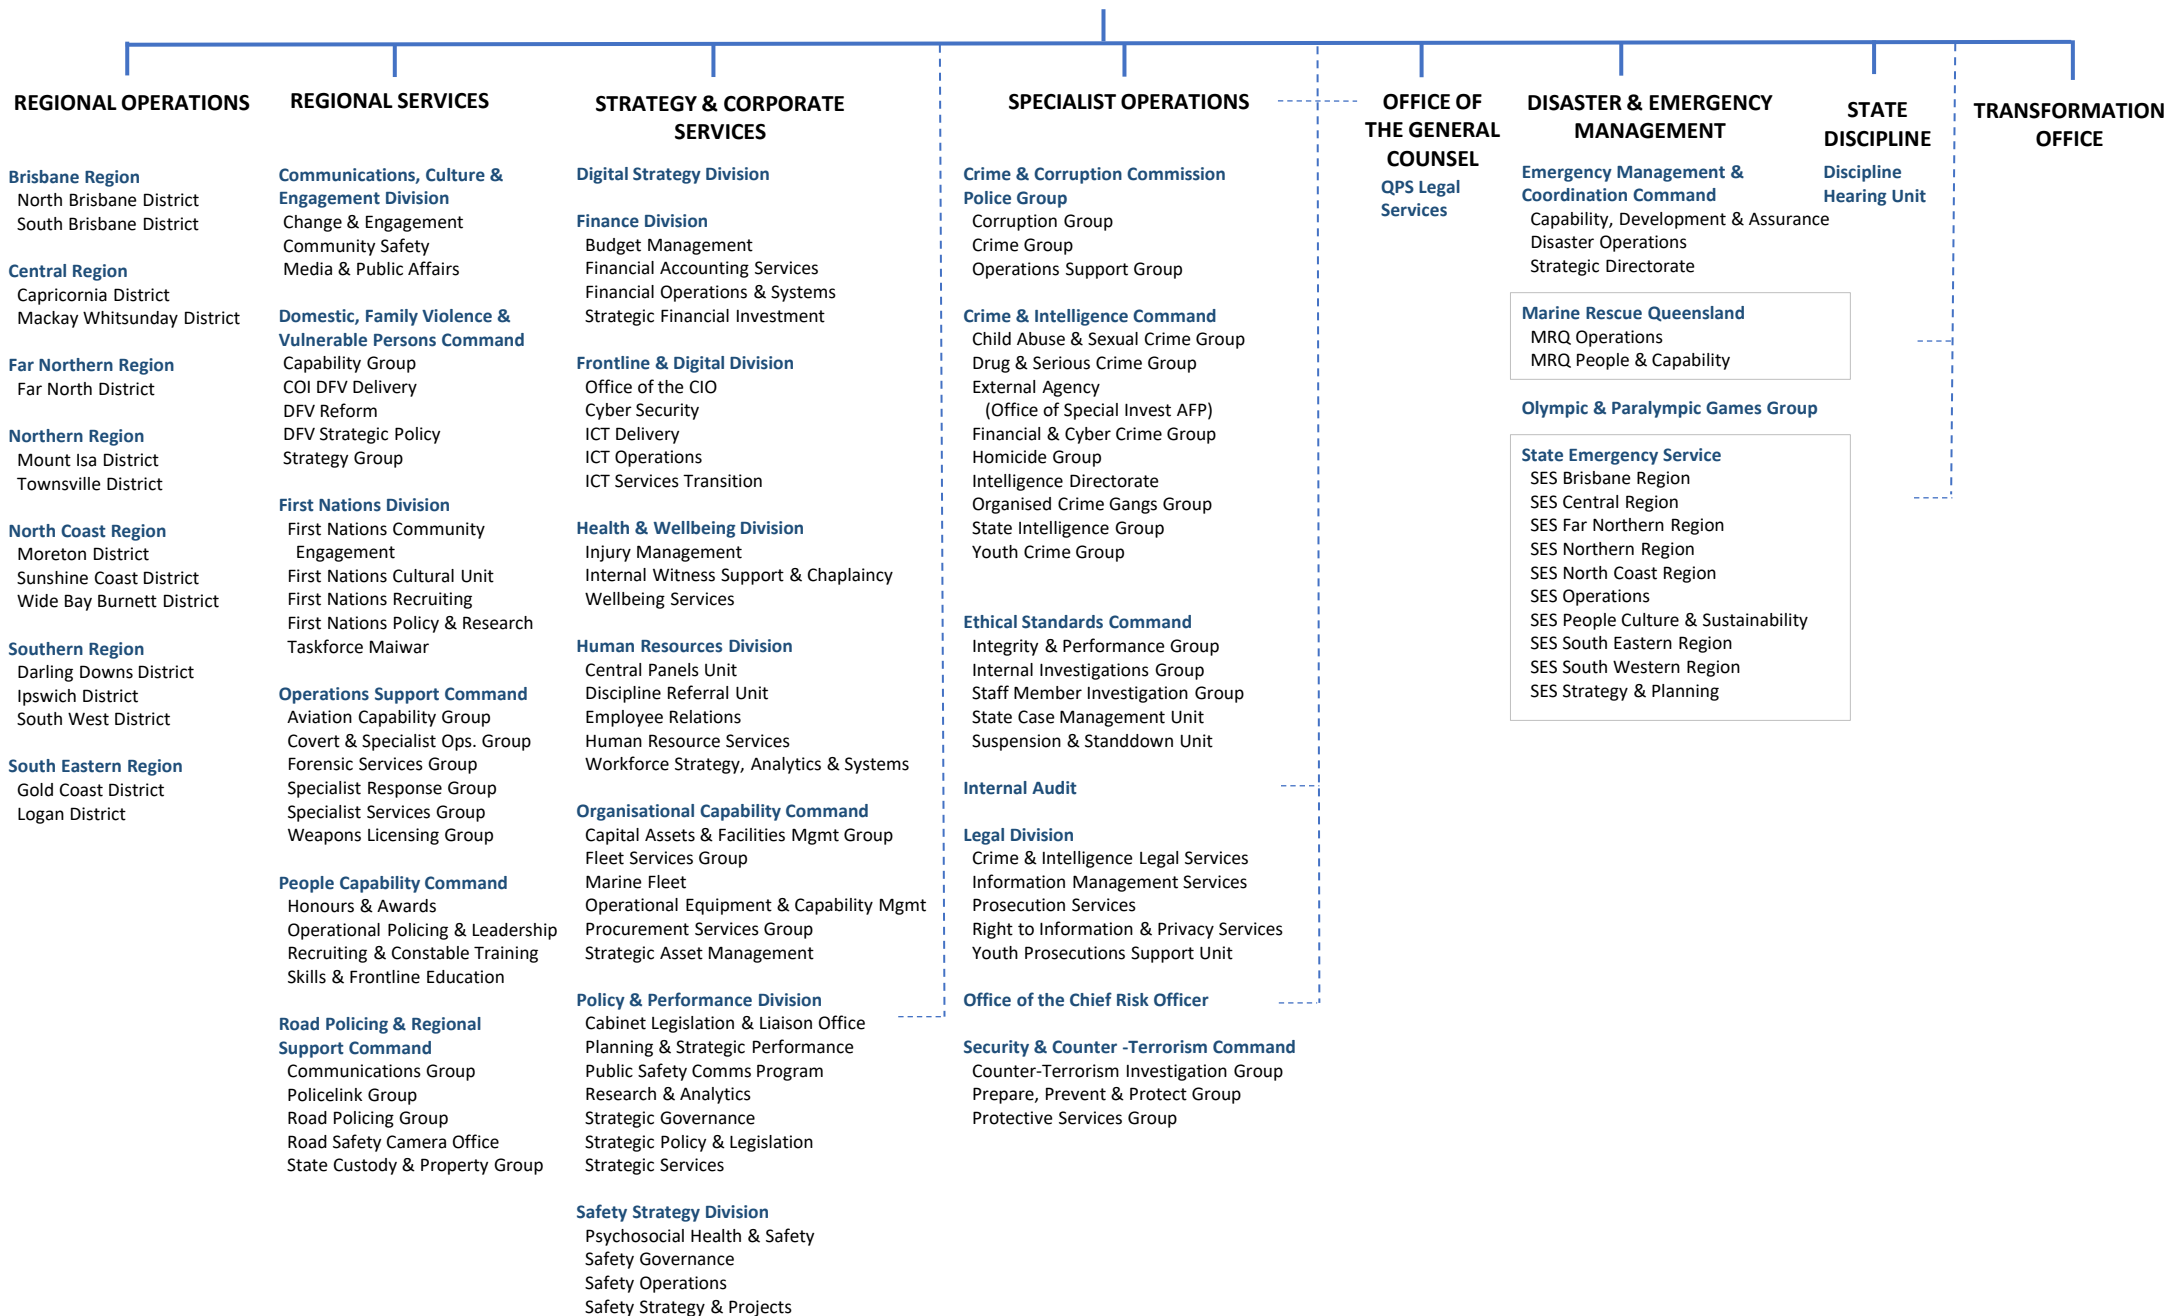 REGIONAL OPERATIONS
Brisbane Region
North Brisbane District
South Brisbane District
Central Region
Capricornia District
Mackay Whitsunday District
Far Northern Region
Far North District
Northern Region
Mount Isa District
Townsville District
North Coast Region
Moreton District
Sunshine Coast District
Wide Bay Burnett District
Southern Region
Darling Downs District
Ipswich District
South West District
South Eastern Region
Gold Coast District
Logan District
REGIONAL SERVICES
Communications, Culture &
Engagement Division
Change & Engagement
Community Safety
Media & Public Affairs
Domestic, Family Violence &
Vulnerable Persons Command
Capability Group
COI DFV Delivery
DFV Reform
DFV Strategic Policy
Strategy Group
First Nations Division
First Nations Community
Engagement
First Nations Cultural Unit
First Nations Recruiting
First Nations Policy & Research
Taskforce Maiwar
Operations Support Command
Aviation Capability Group
Covert & Specialist Ops. Group
Forensic Services Group
Specialist Response Group
Specialist Services Group
Weapons Licensing Group
People Capability Command
Honours & Awards
Operational Policing & Leadership
Recruiting & Constable Training
Skills & Frontline Education
Road Policing & Regional
Support Command
Communications Group
Policelink Group
Road Policing Group
Road Safety Camera Office
State Custody & Property Group
STRATEGY & CORPORATE
SERVICES
Digital Strategy Division
Finance Division
Budget Management
Financial Accounting Services
Financial Operations & Systems
Strategic Financial Investment
Frontline & Digital Division
Office of the CIO
Cyber Security
ICT Delivery
ICT Operations
ICT Services Transition
Health & Wellbeing Division
Injury Management
Internal Witness Support & Chaplaincy
Wellbeing Services
Human Resources Division
Central Panels Unit
Discipline Referral Unit
Employee Relations
Human Resource Services
Workforce Strategy, Analytics & Systems
Organisational Capability Command
Capital Assets & Facilities Mgmt Group
Fleet Services Group
Marine Fleet
Operational Equipment & Capability Mgmt
Procurement Services Group
Strategic Asset Management
Policy & Performance Division
Cabinet Legislation & Liaison Office
Planning & Strategic Performance
Public Safety Comms Program
Research & Analytics
Strategic Governance
Strategic Policy & Legislation
Strategic Services
Safety Strategy Division
Psychosocial Health & Safety
Safety Governance
Safety Operations
Safety Strategy & Projects
SPECIALIST OPERATIONS
Crime & Corruption Commission
Police Group
Corruption Group
Crime Group
Operations Support Group
Crime & Intelligence Command
Child Abuse & Sexual Crime Group
Drug & Serious Crime Group
External Agency
(Office of Special Invest AFP)
Financial & Cyber Crime Group
Homicide Group
Intelligence Directorate
Organised Crime Gangs Group
State Intelligence Group
Youth Crime Group
Ethical Standards Command
Integrity & Performance Group
Internal Investigations Group
Staff Member Investigation Group
State Case Management Unit
Suspension & Standdown Unit
Internal Audit
Legal Division
Crime & Intelligence Legal Services
Information Management Services
Prosecution Services
Right to Information & Privacy Services
Youth Prosecutions Support Unit
Office of the Chief Risk Officer
Security & Counter -Terrorism Command
Counter-Terrorism Investigation Group
Prepare, Prevent & Protect Group
Protective Services Group
OFFICE OF
THE GENERAL
COUNSEL
QPS Legal
Services
DISASTER & EMERGENCY
MANAGEMENT
Emergency Management &
Coordination Command
Capability, Development & Assurance
Disaster Operations
Strategic Directorate
Marine Rescue Queensland
MRQ Operations
MRQ People & Capability
Olympic & Paralympic Games Group
State Emergency Service
SES Brisbane Region
SES Central Region
SES Far Northern Region
SES Northern Region
SES North Coast Region
SES Operations
SES People Culture & Sustainability
SES South Eastern Region
SES South Western Region
SES Strategy & Planning
STATE
DISCIPLINE
Discipline
Hearing Unit
TRANSFORMATION
OFFICE